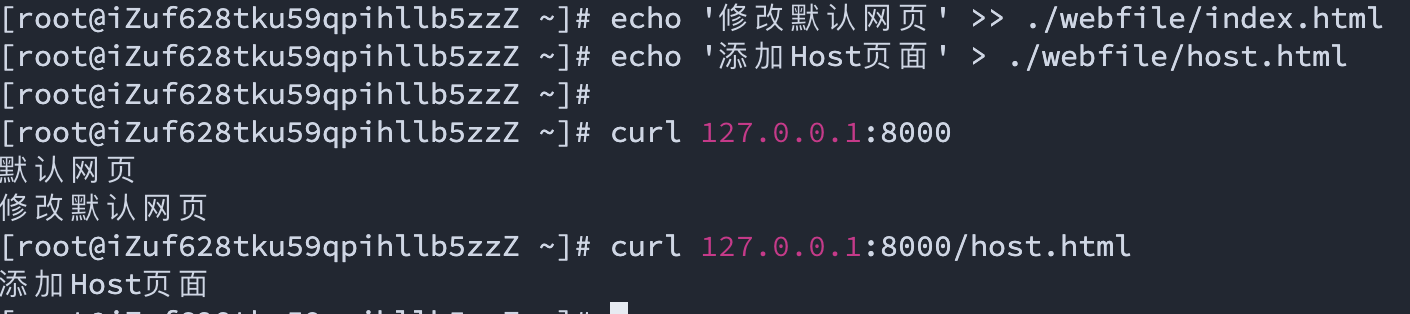 [root@iZuf628tku59qpihllb5zzZ ~]# echo '修改默认网页' >> ./webfile/index.html
[root@iZuf628tku59qpihllb5zzZ ~]# echo '添加Host页面' > ./webfile/host.html
[root@iZuf628tku59qpihllb5zzZ ~]#
[root@iZuf628tku59qpihllb5zzZ ~]# curl 127.0.0.1:8000
默认网页
修改默认网页
[root@iZuf628tku59qpihllb5zzZ ~]# curl 127.0.0.1:8000/host.html
添加Host页面
[root@iZuf628tku59qpihllb5zzZ ~]#